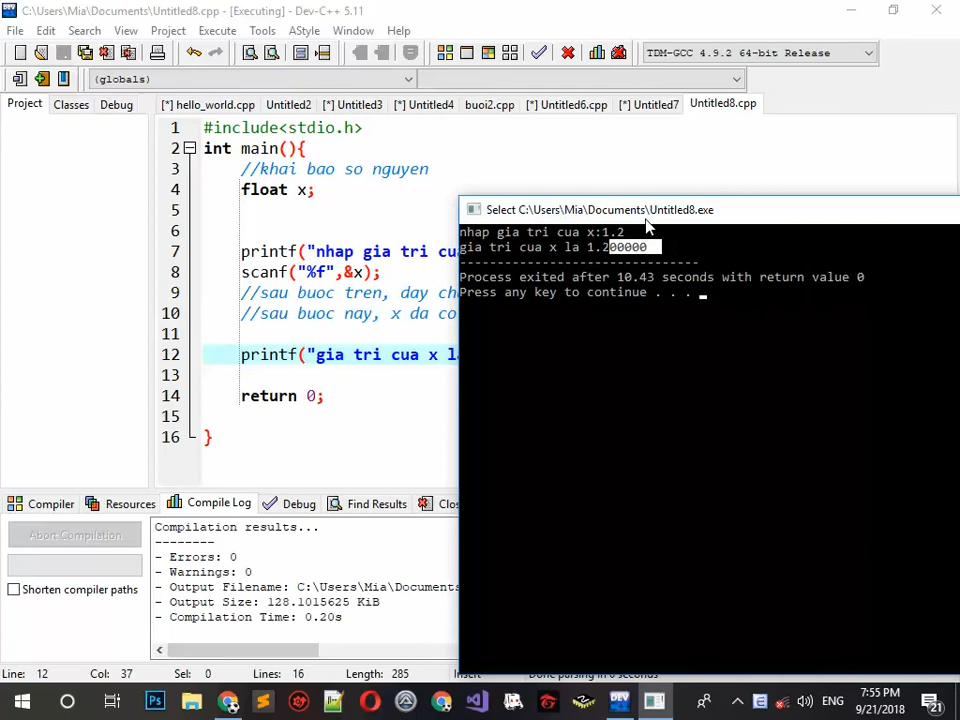 C:\Users\Mia\Documents\Untitled8.cpp - [Executing] - Dev-C++ 5.11
File Edit Search View Project Execute Tools AStyle Window Help
TDM-GCC 4.9.2 64-bit Release
(globals)
Project Classes Debug [*] hello_world.cpp Untitled2 [*] Untitled3 [*] Untitled4 buoi2.cpp [*] Untitled6.cpp [*] Untitled7 Untitled8.cpp
1 #include<stdio.h>
2 int main(){
3 //khai bao so nguyen
4 float x;
5
6
7 printf("nhap gia tri cu
8 scanf("%f",&x);
9 //sau buoc tren, day ch
10 //sau buoc nay, x da co
11
12 printf("gia tri cua x l
13
14 return 0;
15
16 }
Select C:\Users\Mia\Documents\Untitled8.exe
nhap gia tri cua x:1.2
gia tri cua x la 1.200000
--------------------------------
Process exited after 10.43 seconds with return value 0
Press any key to continue . . .
Compiler Resources Compile Log Debug Find Results Clo
Abort Compilation
Shorten compiler paths
Compilation results...
--------
- Errors: 0
- Warnings: 0
- Output Filename: C:\Users\Mia\Documents
- Output Size: 128.1015625 KiB
- Compilation Time: 0.20s
Line: 12 Col: 37 Sel: 0 Lines: 16 Length: 285
ENG
7:55 PM
9/21/2018
21